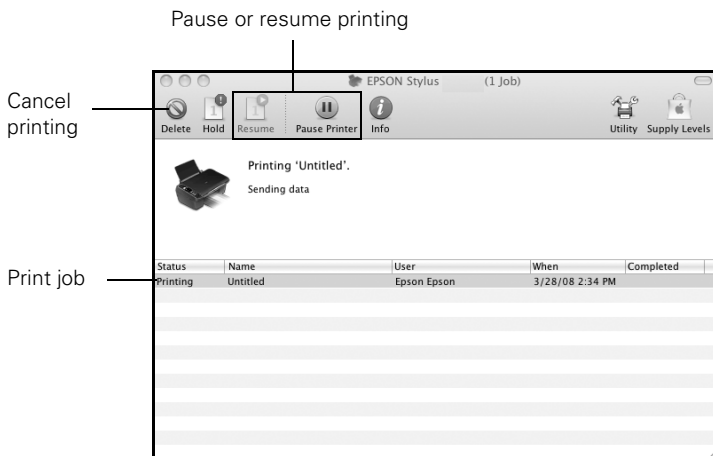 Pause or resume printing
EPSON Stylus (1 Job)
Cancel
printing
Delete Hold Resume Pause Printer Info Utility Supply Levels
Printing ‘Untitled’.
Sending data
Print job
Status Name User When Completed
Printing Untitled Epson Epson 3/28/08 2:34 PM